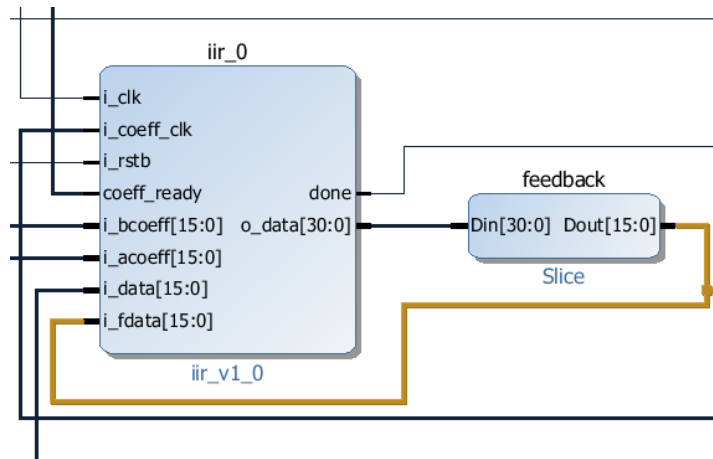 iir_0
i_clk
i_coeff_clk
i_rstb
coeff_ready done
i_bcoeff[15:0] o_data[30:0]
i_acoeff[15:0]
i_data[15:0]
i_fdata[15:0]
iir_v1_0
feedback
Din[30:0] Dout[15:0]
Slice